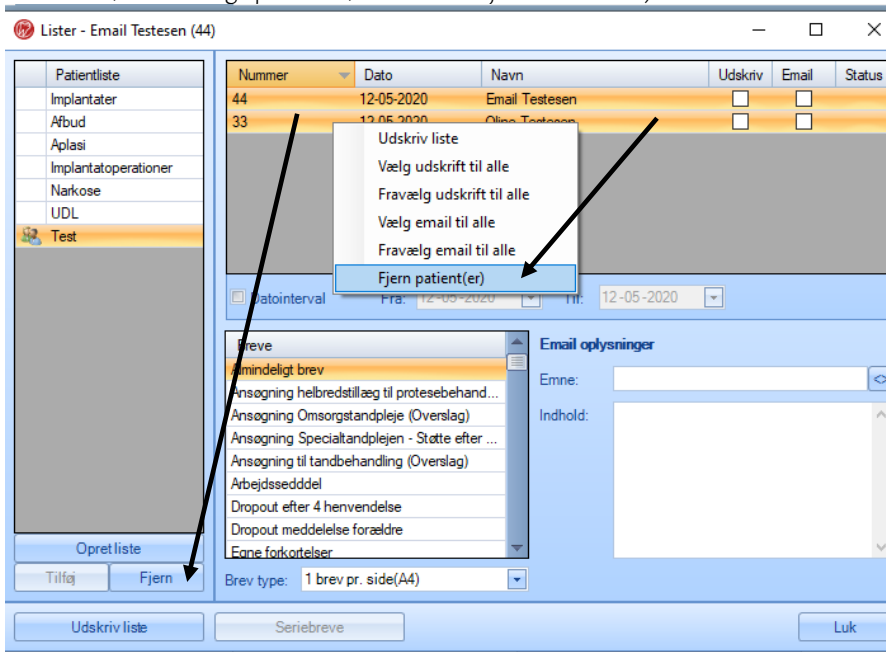 Lister - Email Testesen (44)
Patientliste
Implantater
Afbud
Aplasi
Implantatoperationer
Narkose
UDL
Test
Opret liste
Tilføj Fjern
Nummer Dato Navn Udskriv Email Status
44 12-05-2020 Email Testesen
33 12-05-2020 Oline Testesen
Udskriv liste
Vælg udskrift til alle
Fravælg udskrift til alle
Vælg email til alle
Fravælg email til alle
Fjern patient(er)
Datointerval Fra: 12-05-2020 Til: 12-05-2020
Breve
Almindeligt brev
Ansøgning helbredstillæg til protesebehand...
Ansøgning Omsorgstandpleje (Overslag)
Ansøgning Specialtandplejen - Støtte efter ...
Ansøgning til tandbehandling (Overslag)
Arbejdssedddel
Dropout efter 4 henvendelse
Dropout meddelelse forældre
Egne forkortelser
Brev type: 1 brev pr. side(A4)
Email oplysninger
Emne: <>
Indhold:
Udskriv liste Seriebreve Luk